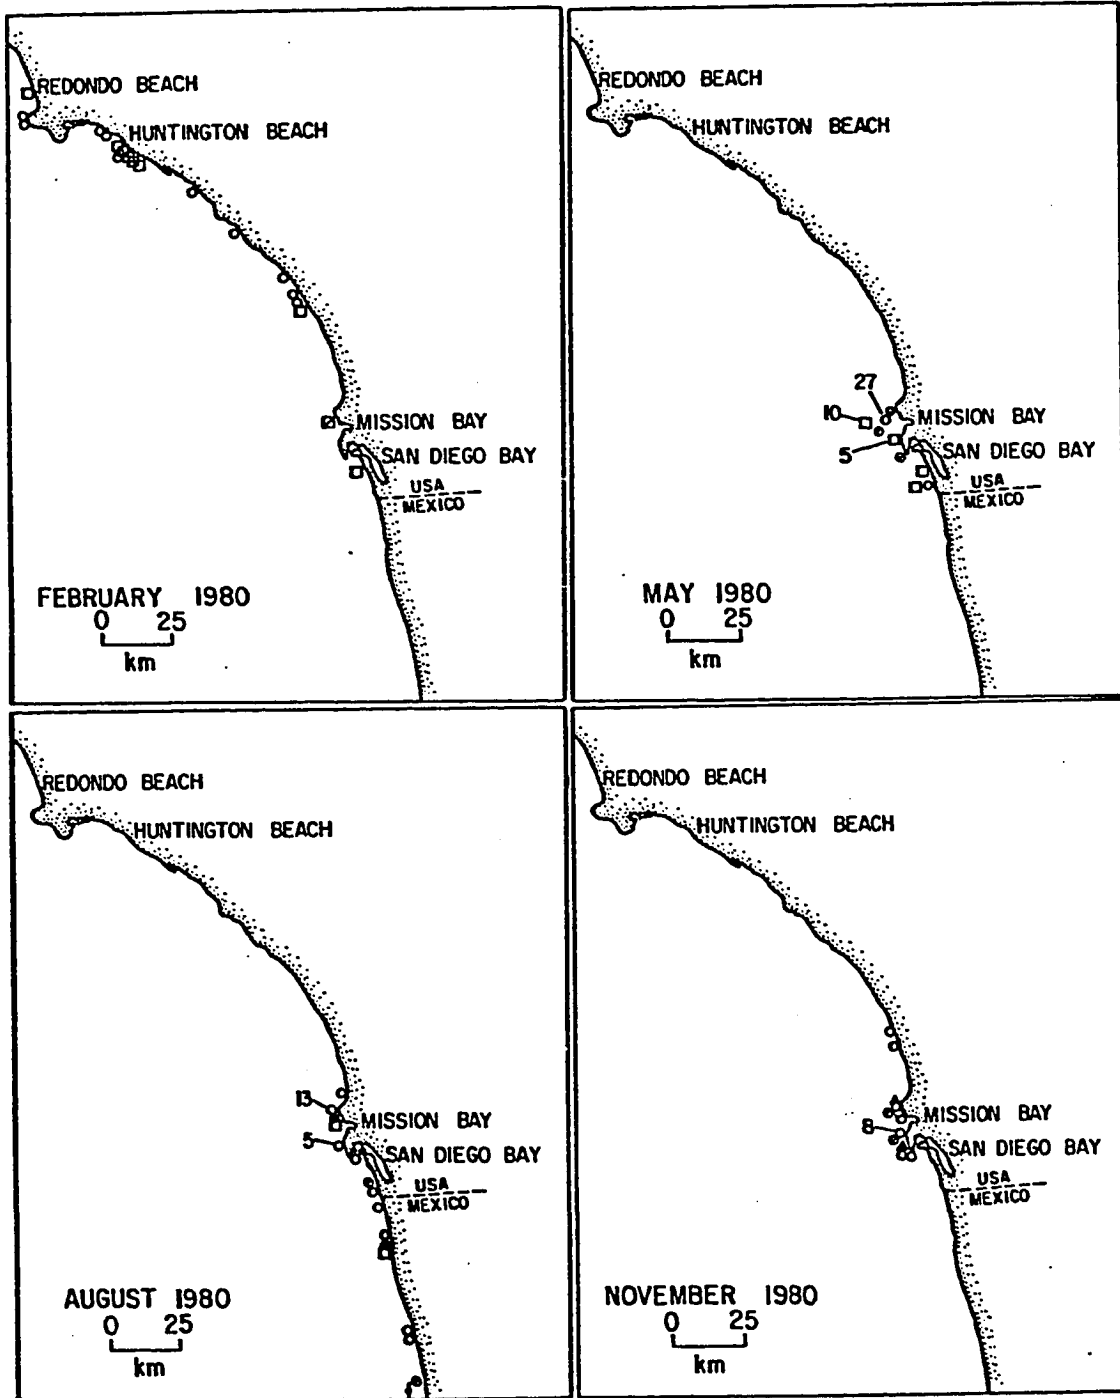 REDONDO BEACH
HUNTINGTON BEACH
MISSION BAY
SAN DIEGO BAY
USA
MEXICO
FEBRUARY 1980
0 25
km
REDONDO BEACH
HUNTINGTON BEACH
27
10
MISSION BAY
5
SAN DIEGO BAY
USA
MEXICO
MAY 1980
0 25
km
REDONDO BEACH
HUNTINGTON BEACH
13
MISSION BAY
5
SAN DIEGO BAY
USA
MEXICO
AUGUST 1980
0 25
km
REDONDO BEACH
HUNTINGTON BEACH
MISSION BAY
8
SAN DIEGO BAY
USA
MEXICO
NOVEMBER 1980
0 25
km